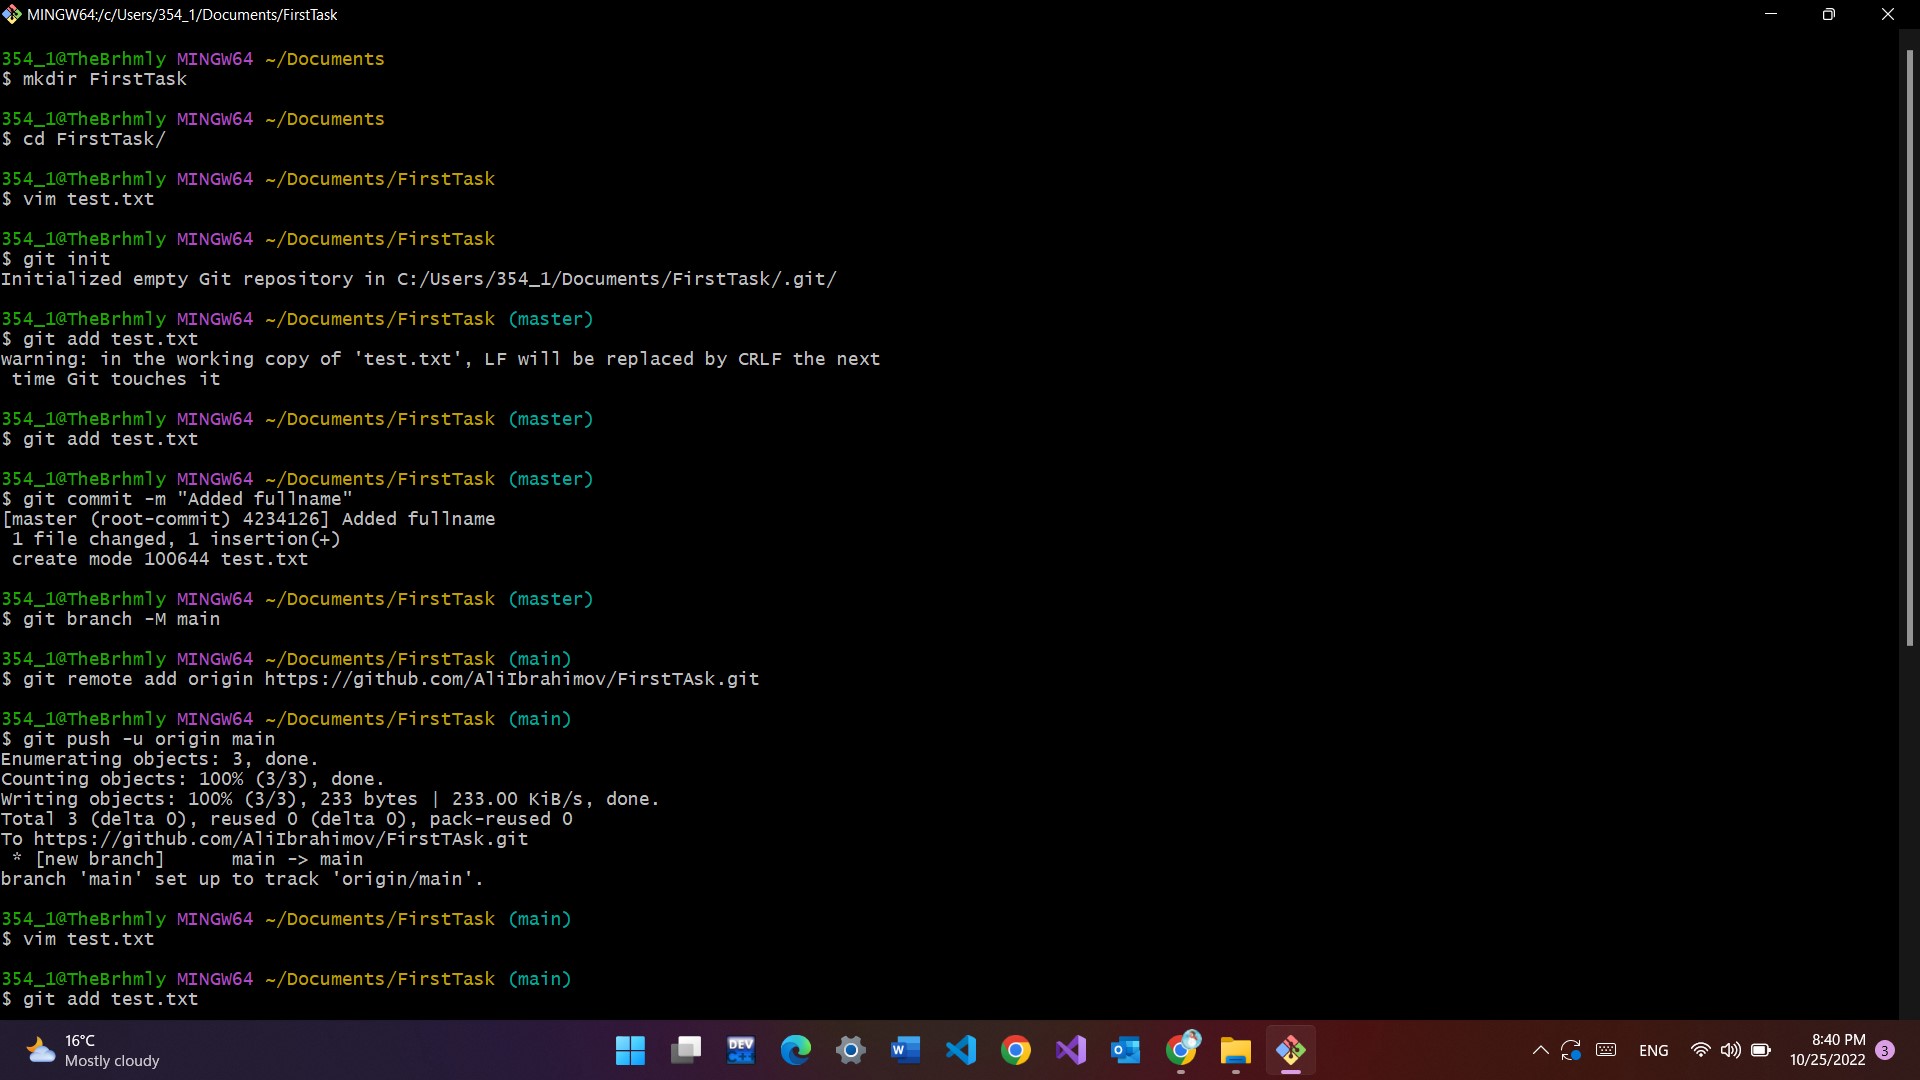 MINGW64:/c/Users/354_1/Documents/FirstTask
354_1@TheBrhmly MINGW64 ~/Documents
$ mkdir FirstTask
354_1@TheBrhmly MINGW64 ~/Documents
$ cd FirstTask/
354_1@TheBrhmly MINGW64 ~/Documents/FirstTask
$ vim test.txt
354_1@TheBrhmly MINGW64 ~/Documents/FirstTask
$ git init
Initialized empty Git repository in C:/Users/354_1/Documents/FirstTask/.git/
354_1@TheBrhmly MINGW64 ~/Documents/FirstTask (master)
$ git add test.txt
warning: in the working copy of 'test.txt', LF will be replaced by CRLF the next
 time Git touches it
354_1@TheBrhmly MINGW64 ~/Documents/FirstTask (master)
$ git add test.txt
354_1@TheBrhmly MINGW64 ~/Documents/FirstTask (master)
$ git commit -m "Added fullname"
[master (root-commit) 4234126] Added fullname
 1 file changed, 1 insertion(+)
 create mode 100644 test.txt
354_1@TheBrhmly MINGW64 ~/Documents/FirstTask (master)
$ git branch -M main
354_1@TheBrhmly MINGW64 ~/Documents/FirstTask (main)
$ git remote add origin https://github.com/AliIbrahimov/FirstTAsk.git
354_1@TheBrhmly MINGW64 ~/Documents/FirstTask (main)
$ git push -u origin main
Enumerating objects: 3, done.
Counting objects: 100% (3/3), done.
Writing objects: 100% (3/3), 233 bytes | 233.00 KiB/s, done.
Total 3 (delta 0), reused 0 (delta 0), pack-reused 0
To https://github.com/AliIbrahimov/FirstTAsk.git
 * [new branch]      main -> main
branch 'main' set up to track 'origin/main'.
354_1@TheBrhmly MINGW64 ~/Documents/FirstTask (main)
$ vim test.txt
354_1@TheBrhmly MINGW64 ~/Documents/FirstTask (main)
$ git add test.txt
16°C
Mostly cloudy
DEV
C++
ENG
8:40 PM
10/25/2022
3